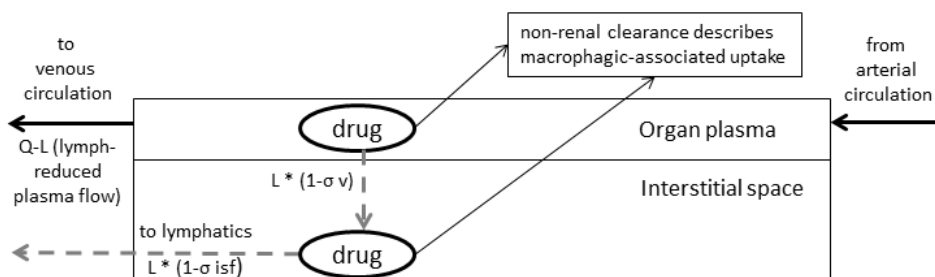 to
venous
circulation
Q-L (lymph-
reduced
plasma flow)
non-renal clearance describes
macrophagic-associated uptake
from
arterial
circulation
drug
Organ plasma
L * (1-σ v)
Interstitial space
to lymphatics
L * (1-σ isf)
drug